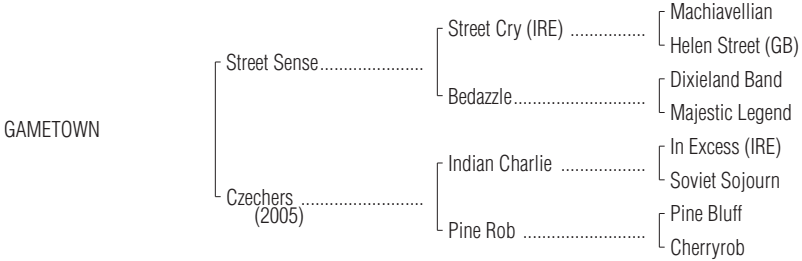 Machiavellian
Street Cry (IRE) ................
Helen Street (GB)
Street Sense......................
Dixieland Band
Bedazzle............................
Majestic Legend
GAMETOWN
In Excess (IRE)
Indian Charlie ..................
Soviet Sojourn
Czechers ..........................
(2005)
Pine Bluff
Pine Rob ..........................
Cherryrob